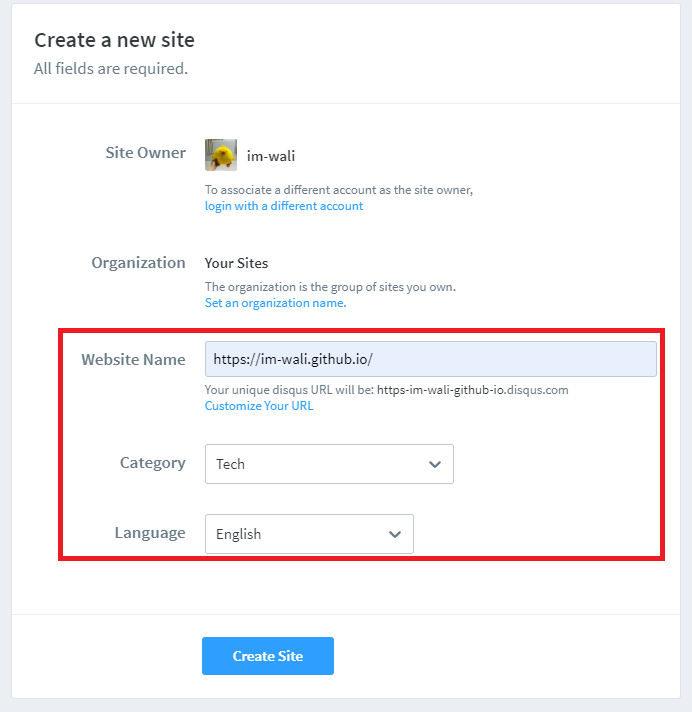 Create a new site
All fields are required.
Site Owner
im-wali
To associate a different account as the site owner,
login with a different account
Organization
Your Sites
The organization is the group of sites you own.
Set an organization name.
Website Name
https://im-wali.github.io/
Your unique disqus URL will be: https-im-wali-github-io.disqus.com
Customize Your URL
Category
Tech
Language
English
Create Site